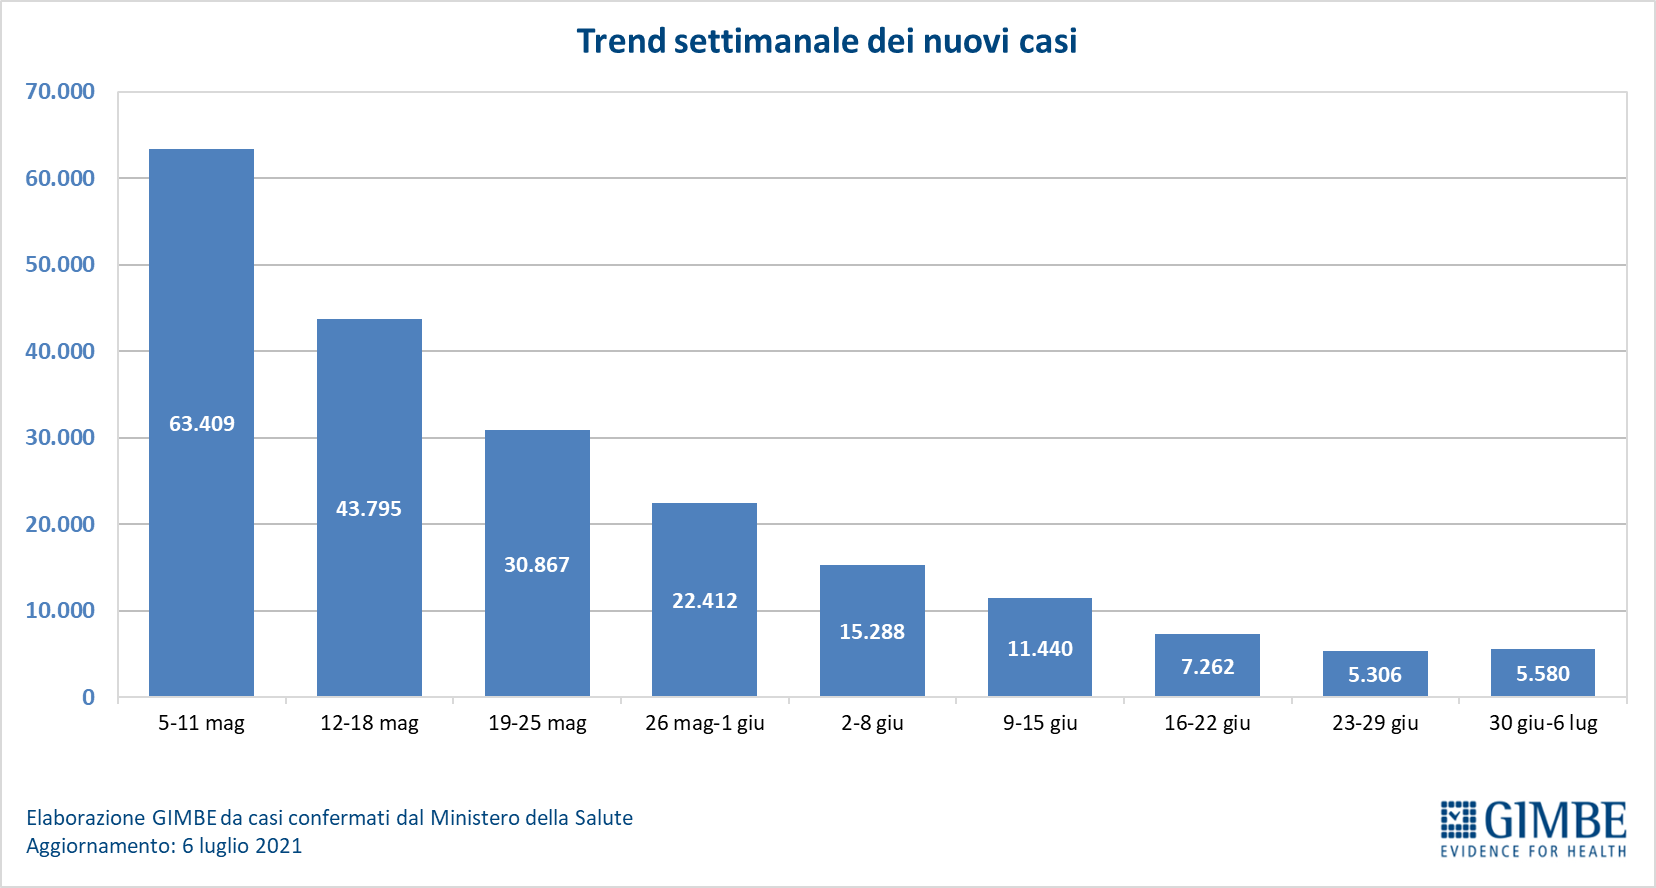 Trend settimanale dei nuovi casi
70.000
60.000
50.000
40.000
30.000
20.000
10.000
0
63.409
43.795
30.867
22.412
15.288
11.440
7.262
5.306
5.580
5-11 mag
12-18 mag
19-25 mag
26 mag-1 giu
2-8 giu
9-15 giu
16-22 giu
23-29 giu
30 giu-6 lug
Elaborazione GIMBE da casi confermati dal Ministero della Salute
Aggiornamento: 6 luglio 2021
GIMBE
EVIDENCE FOR HEALTH